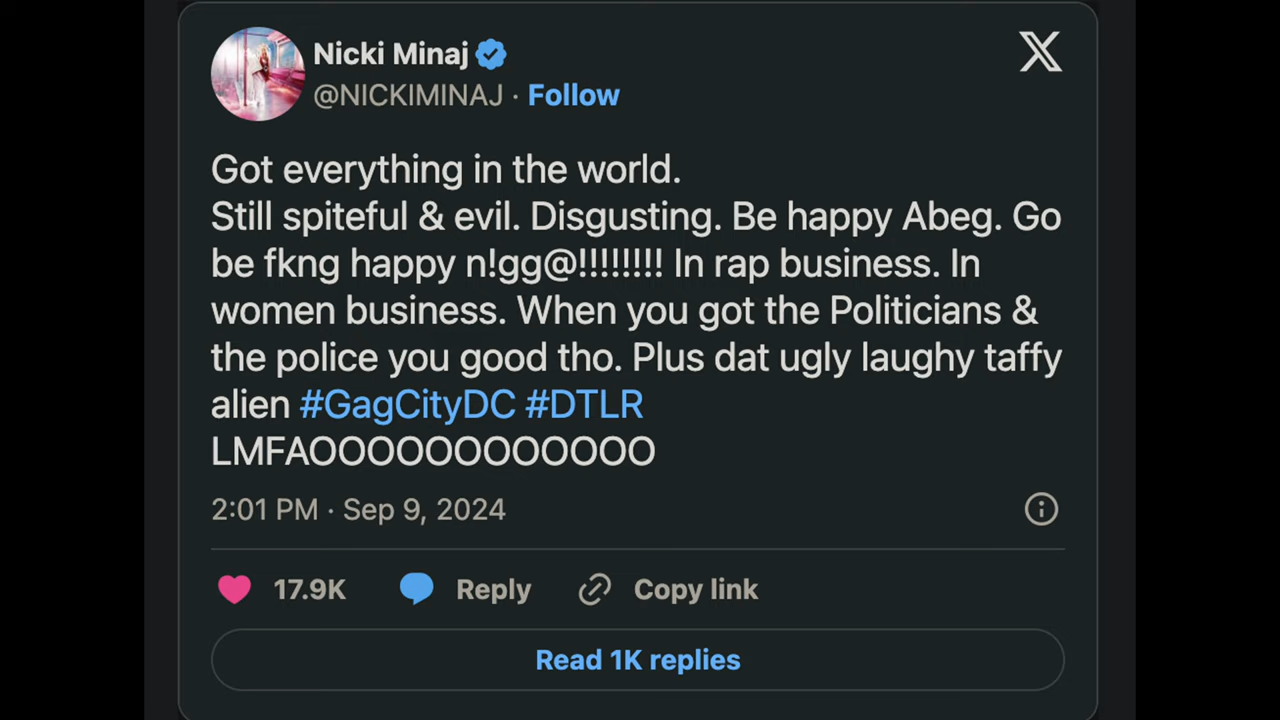 Nicki Minaj
@NICKIMINAJ · Follow
X
Got everything in the world.
Still spiteful & evil. Disgusting. Be happy Abeg. Go
be fkng happy n!gg@!!!!!!!! In rap business. In
women business. When you got the Politicians &
the police you good tho. Plus dat ugly laughy taffy
alien #GagCityDC #DTLR
LMFAOOOOOOOOOOOO
2:01 PM · Sep 9, 2024
17.9K Reply Copy link
Read 1K replies